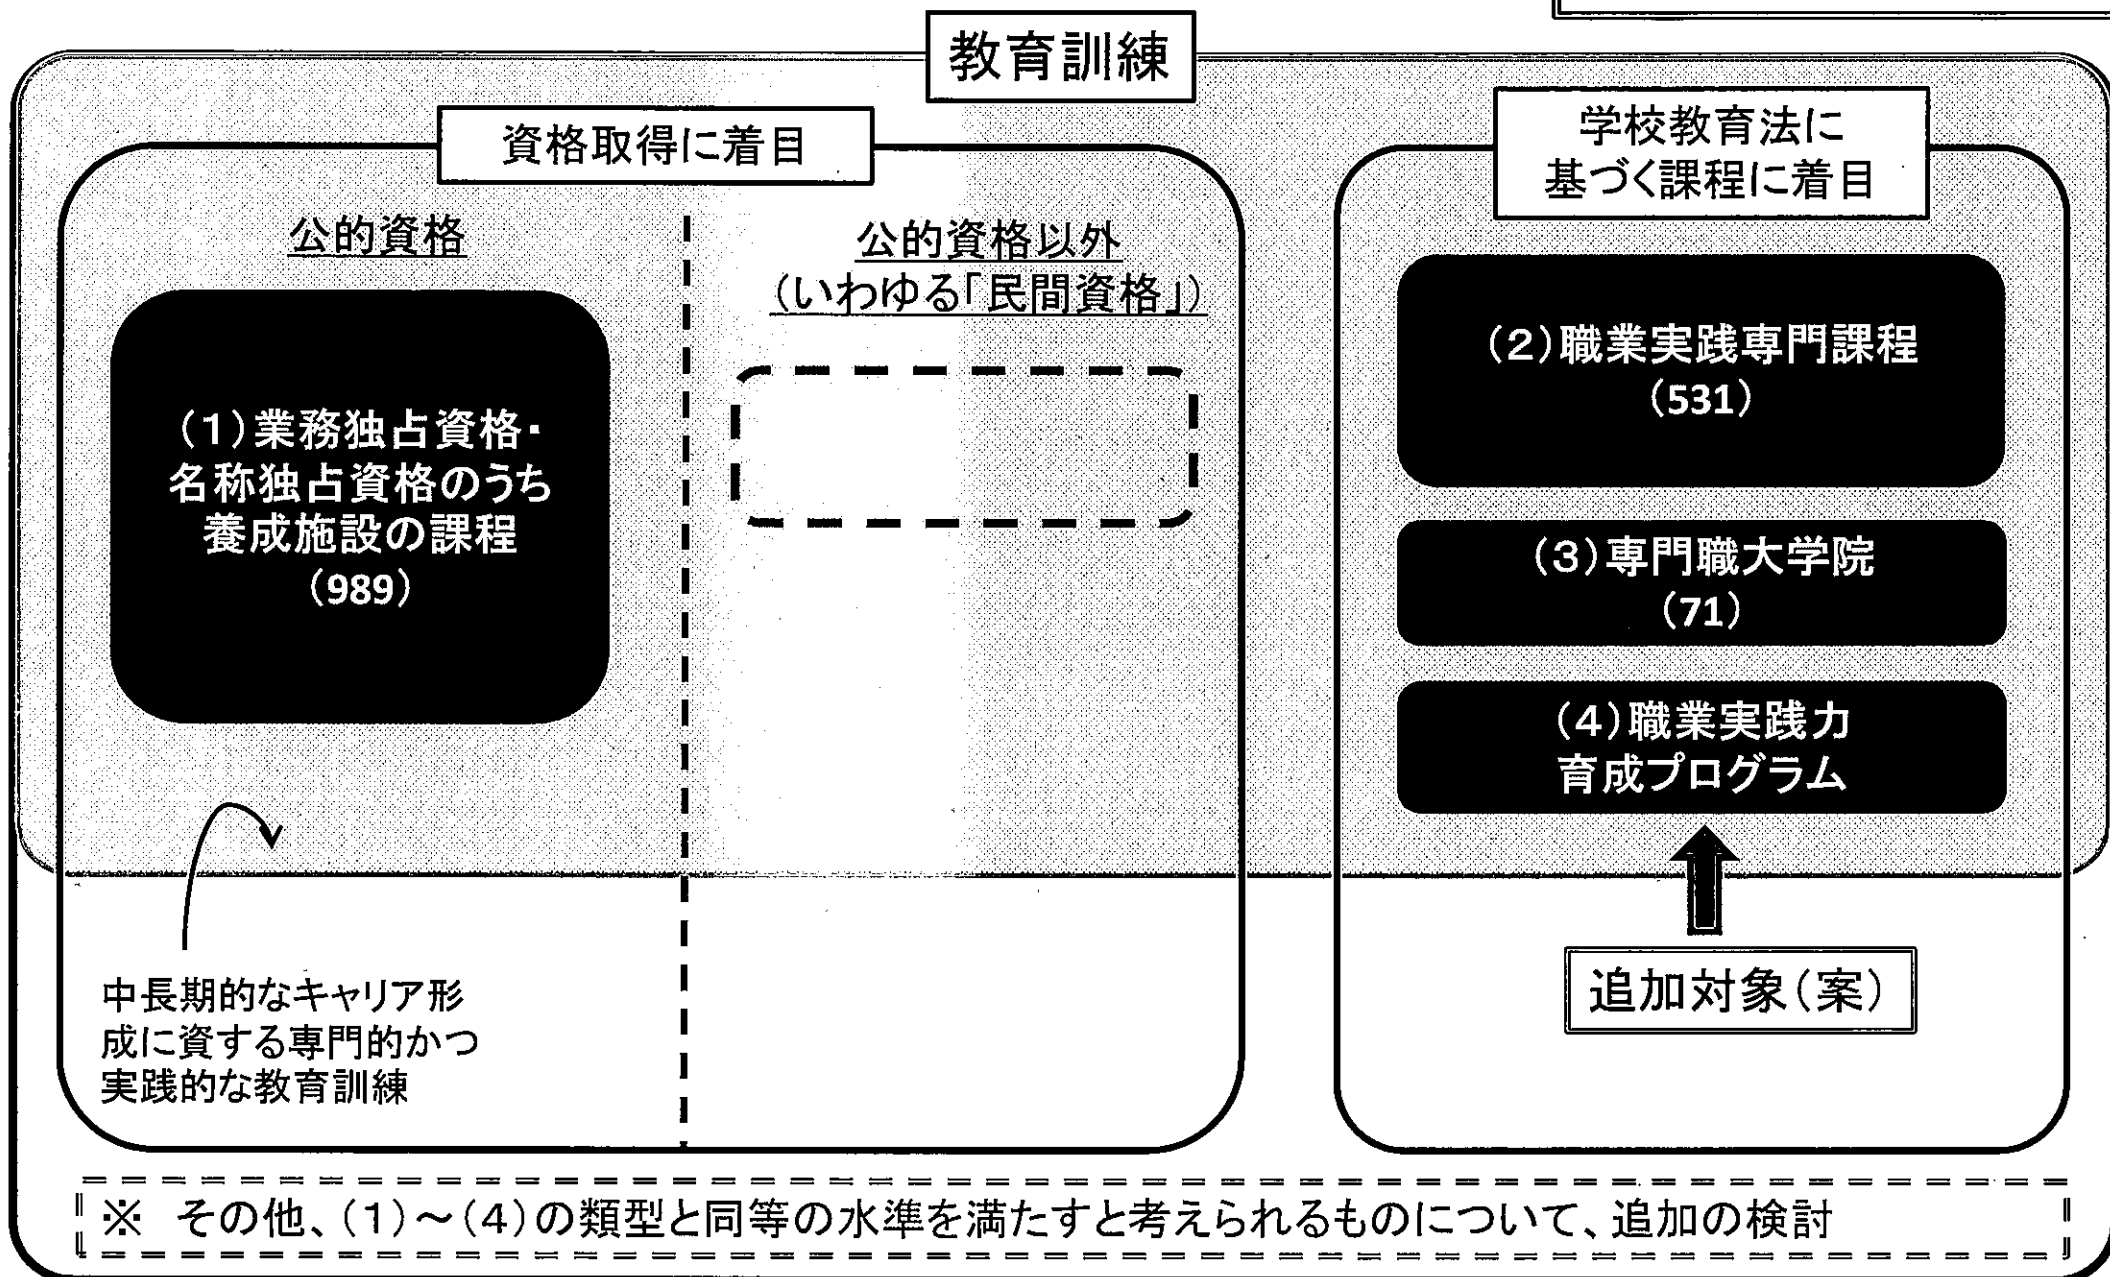 教育訓練
資格取得に着目
公的資格
公的資格以外
(いわゆる「民間資格」)
(1)業務独占資格・
名称独占資格のうち
養成施設の課程
(989)
中長期的なキャリア形
成に資する専門的かつ
実践的な教育訓練
学校教育法に
基づく課程に着目
(2)職業実践専門課程
(531)
(3)専門職大学院
(71)
(4)職業実践力
育成プログラム
追加対象(案)
※ その他、(1)～(4)の類型と同等の水準を満たすと考えられるものについて、追加の検討